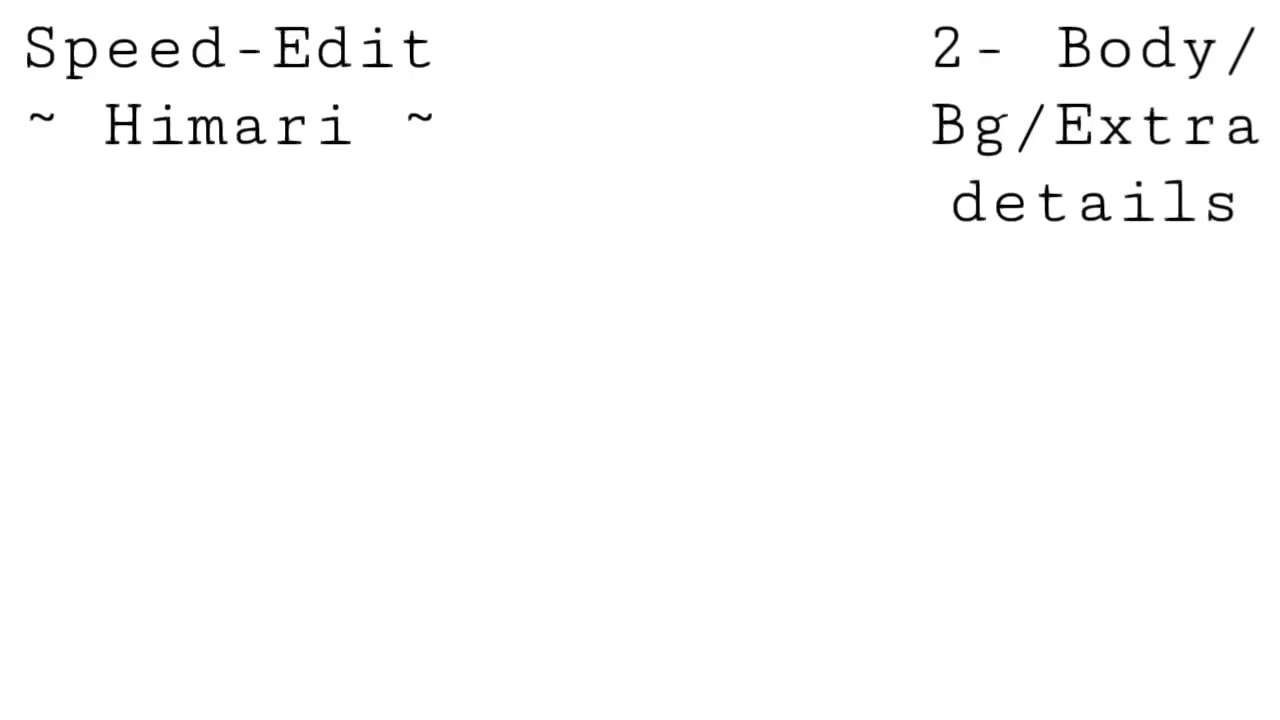 Speed-Edit
~ Himari ~
2- Body/
Bg/Extra
details